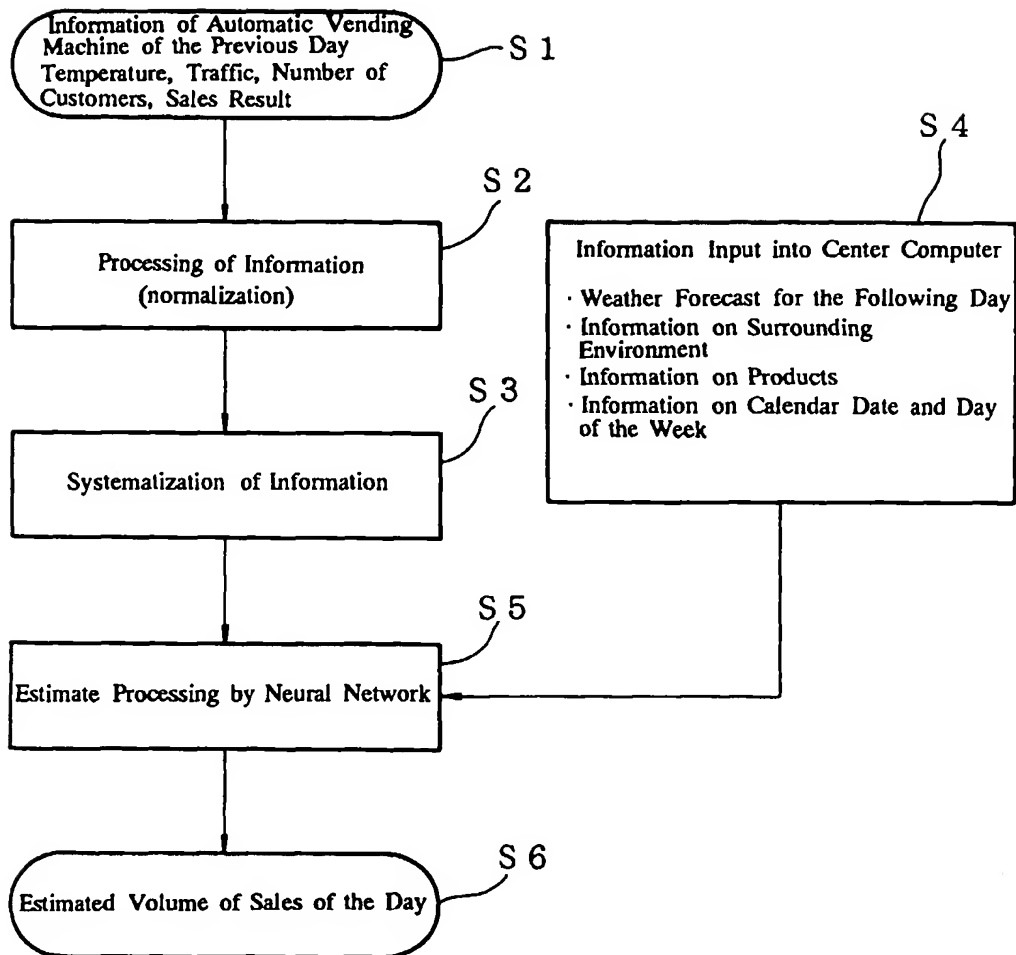 Information of Automatic Vending
Machine of the Previous Day
Temperature, Traffic, Number of
Customers, Sales Result
S 1
S 2
Processing of Information
(normalization)
S 3
Systematization of Information
S 4
Information Input into Center Computer
· Weather Forecast for the Following Day
· Information on Surrounding
Environment
· Information on Products
· Information on Calendar Date and Day
of the Week
S 5
Estimate Processing by Neural Network
S 6
Estimated Volume of Sales of the Day